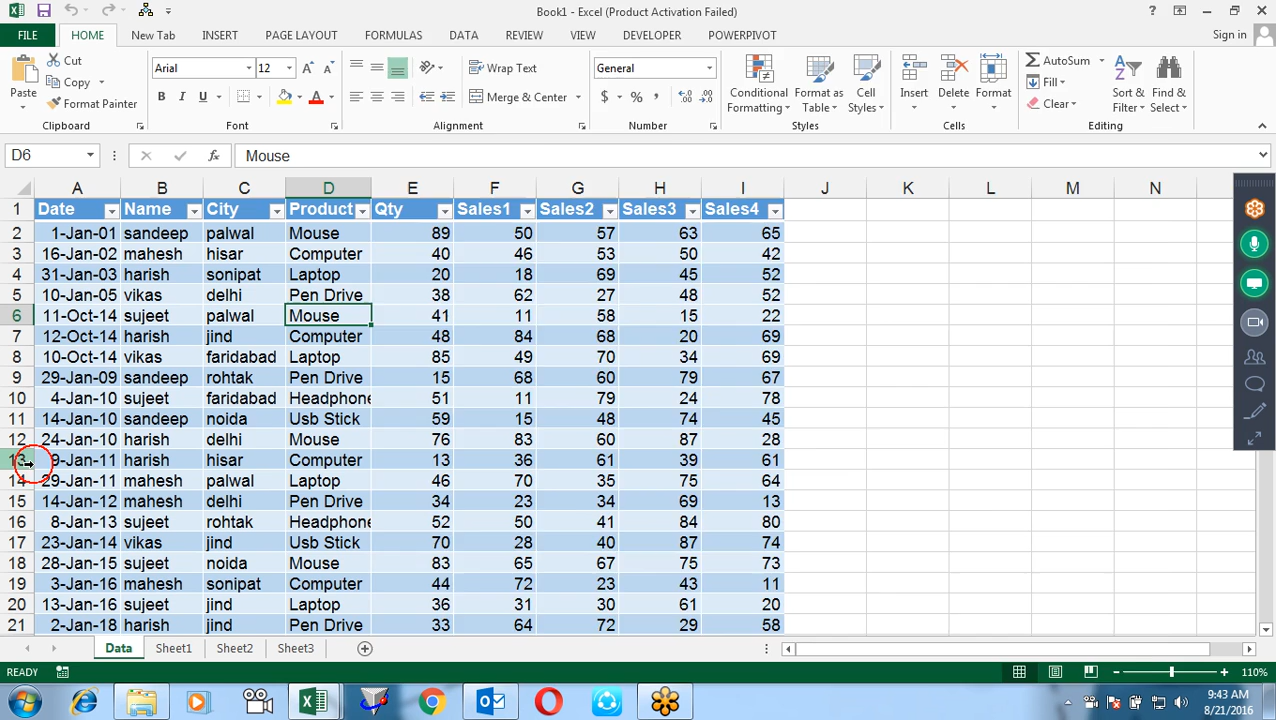 Book1 - Excel (Product Activation Failed)
FILE HOME New Tab INSERT PAGE LAYOUT FORMULAS DATA REVIEW VIEW DEVELOPER POWERPIVOT Sign in
Paste Cut Copy Format Painter Clipboard
Arial 12 B I U A Font
Wrap Text Merge & Center Alignment
General $ % , Number
Conditional Formatting Format as Table Cell Styles Styles
Insert Delete Format Cells
AutoSum Fill Clear Sort & Filter Find & Select Editing
D6 fx Mouse
A B C D E F G H I J K L M N
1 Date Name City Product Qty Sales1 Sales2 Sales3 Sales4
2 1-Jan-01 sandeep palwal Mouse 89 50 57 63 65
3 16-Jan-02 mahesh hisar Computer 40 46 53 50 42
4 31-Jan-03 harish sonipat Laptop 20 18 69 45 52
5 10-Jan-05 vikas delhi Pen Drive 38 62 27 48 52
6 11-Oct-14 sujeet palwal Mouse 41 11 58 15 22
7 12-Oct-14 harish jind Computer 48 84 68 20 69
8 10-Oct-14 vikas faridabad Laptop 85 49 70 34 69
9 29-Jan-09 sandeep rohtak Pen Drive 15 68 60 79 67
10 4-Jan-10 sujeet faridabad Headphone 51 11 79 24 78
11 14-Jan-10 sandeep noida Usb Stick 59 15 48 74 45
12 24-Jan-10 harish delhi Mouse 76 83 60 87 28
13 9-Jan-11 harish hisar Computer 13 36 61 39 61
14 29-Jan-11 mahesh palwal Laptop 46 70 35 75 64
15 14-Jan-12 mahesh delhi Pen Drive 34 23 34 69 13
16 8-Jan-13 sujeet rohtak Headphone 52 50 41 84 80
17 23-Jan-14 vikas jind Usb Stick 70 28 40 87 74
18 28-Jan-15 sujeet noida Mouse 83 65 67 75 73
19 3-Jan-16 mahesh sonipat Computer 44 72 23 43 11
20 13-Jan-16 sujeet jind Laptop 36 31 30 61 20
21 2-Jan-18 harish jind Pen Drive 33 64 72 29 58
Data Sheet1 Sheet2 Sheet3
READY 110%
9:43 AM
8/21/2016